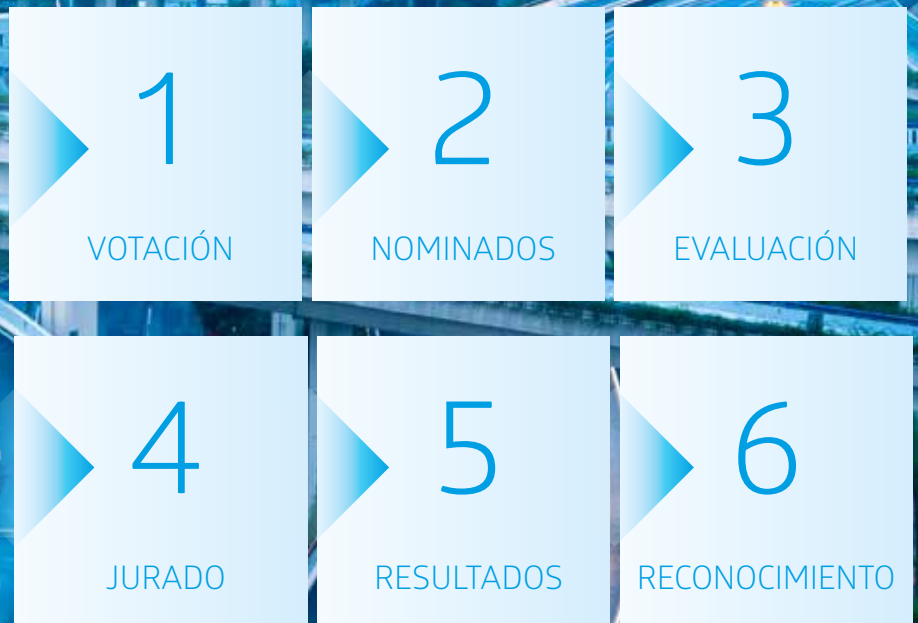 1
VOTACIÓN
2
NOMINADOS
3
EVALUACIÓN
4
JURADO
5
RESULTADOS
6
RECONOCIMIENTO